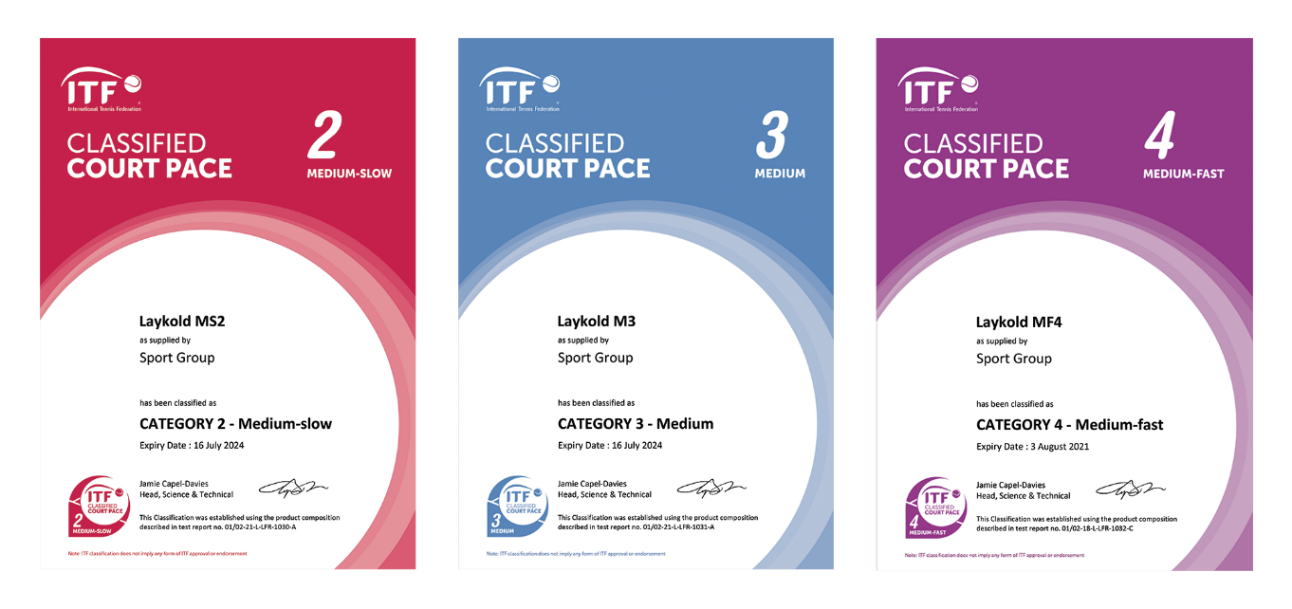 ITF
International Tennis Federation
CLASSIFIED
COURT PACE
2
MEDIUM-SLOW
Laykold MS2
as supplied by
Sport Group
has been classified as
CATEGORY 2 - Medium-slow
Expiry Date : 16 July 2024
ITF
CLASSIFIED
COURT PACE
2
MEDIUM-SLOW
Jamie Capel-Davies
Head, Science & Technical
This Classification was established using the product composition
described in test report no. 01/02-21-L-LFR-1030-A
Note: ITF classification does not imply any form of ITF approval or endorsement
ITF
International Tennis Federation
CLASSIFIED
COURT PACE
3
MEDIUM
Laykold M3
as supplied by
Sport Group
has been classified as
CATEGORY 3 - Medium
Expiry Date : 16 July 2024
ITF
CLASSIFIED
COURT PACE
3
MEDIUM
Jamie Capel-Davies
Head, Science & Technical
This Classification was established using the product composition
described in test report no. 01/02-21-L-LFR-1031-A
Note: ITF classification does not imply any form of ITF approval or endorsement
ITF
International Tennis Federation
CLASSIFIED
COURT PACE
4
MEDIUM-FAST
Laykold MF4
as supplied by
Sport Group
has been classified as
CATEGORY 4 - Medium-fast
Expiry Date : 3 August 2021
ITF
CLASSIFIED
COURT PACE
4
MEDIUM-FAST
Jamie Capel-Davies
Head, Science & Technical
This Classification was established using the product composition
described in test report no. 01/02-18-L-LFR-1032-C
Note: ITF classification does not imply any form of ITF approval or endorsement